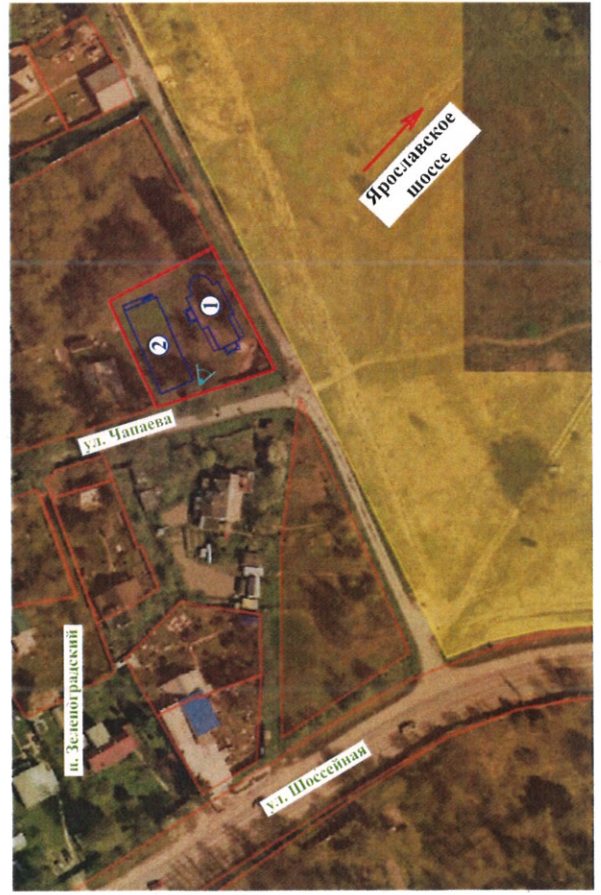 п. Зеленоградский
ул. Чапаева
ул. Шоссейная
Ярославское
шоссе
2
1